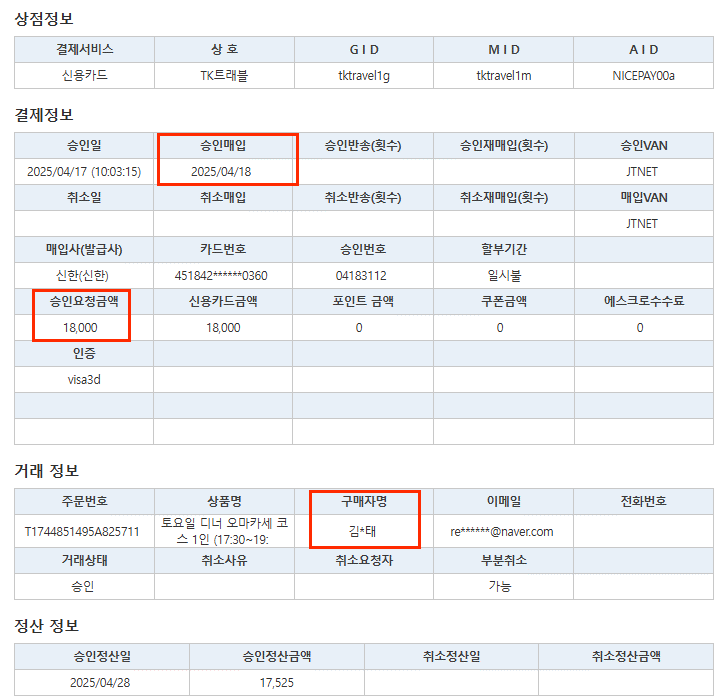 상점정보
결제서비스 상 호 G I D M I D A I D
신용카드 TK트래블 tktravel1g tktravel1m NICEPAY00a
결제정보
승인일 승인매입 승인반송(횟수) 승인재매입(횟수) 승인VAN
2025/04/17 (10:03:15) 2025/04/18 JTNET
취소일 취소매입 취소반송(횟수) 취소재매입(횟수) 매입VAN
JTNET
매입사(발급사) 카드번호 승인번호 할부기간
신한(신한) 451842******0360 04183112 일시불
승인요청금액 신용카드금액 포인트 금액 쿠폰금액 에스크로수수료
18,000 18,000 0 0 0
인증
visa3d
거래 정보
주문번호 상품명 구매자명 이메일 전화번호
T1744851495A825711 토요일 디너 오마카세 코 김*태 re******@naver.com
스 1인 (17:30~19:
거래상태 취소사유 취소요청자 부분취소
승인 가능
정산 정보
승인정산일 승인정산금액 취소정산일 취소정산금액
2025/04/28 17,525